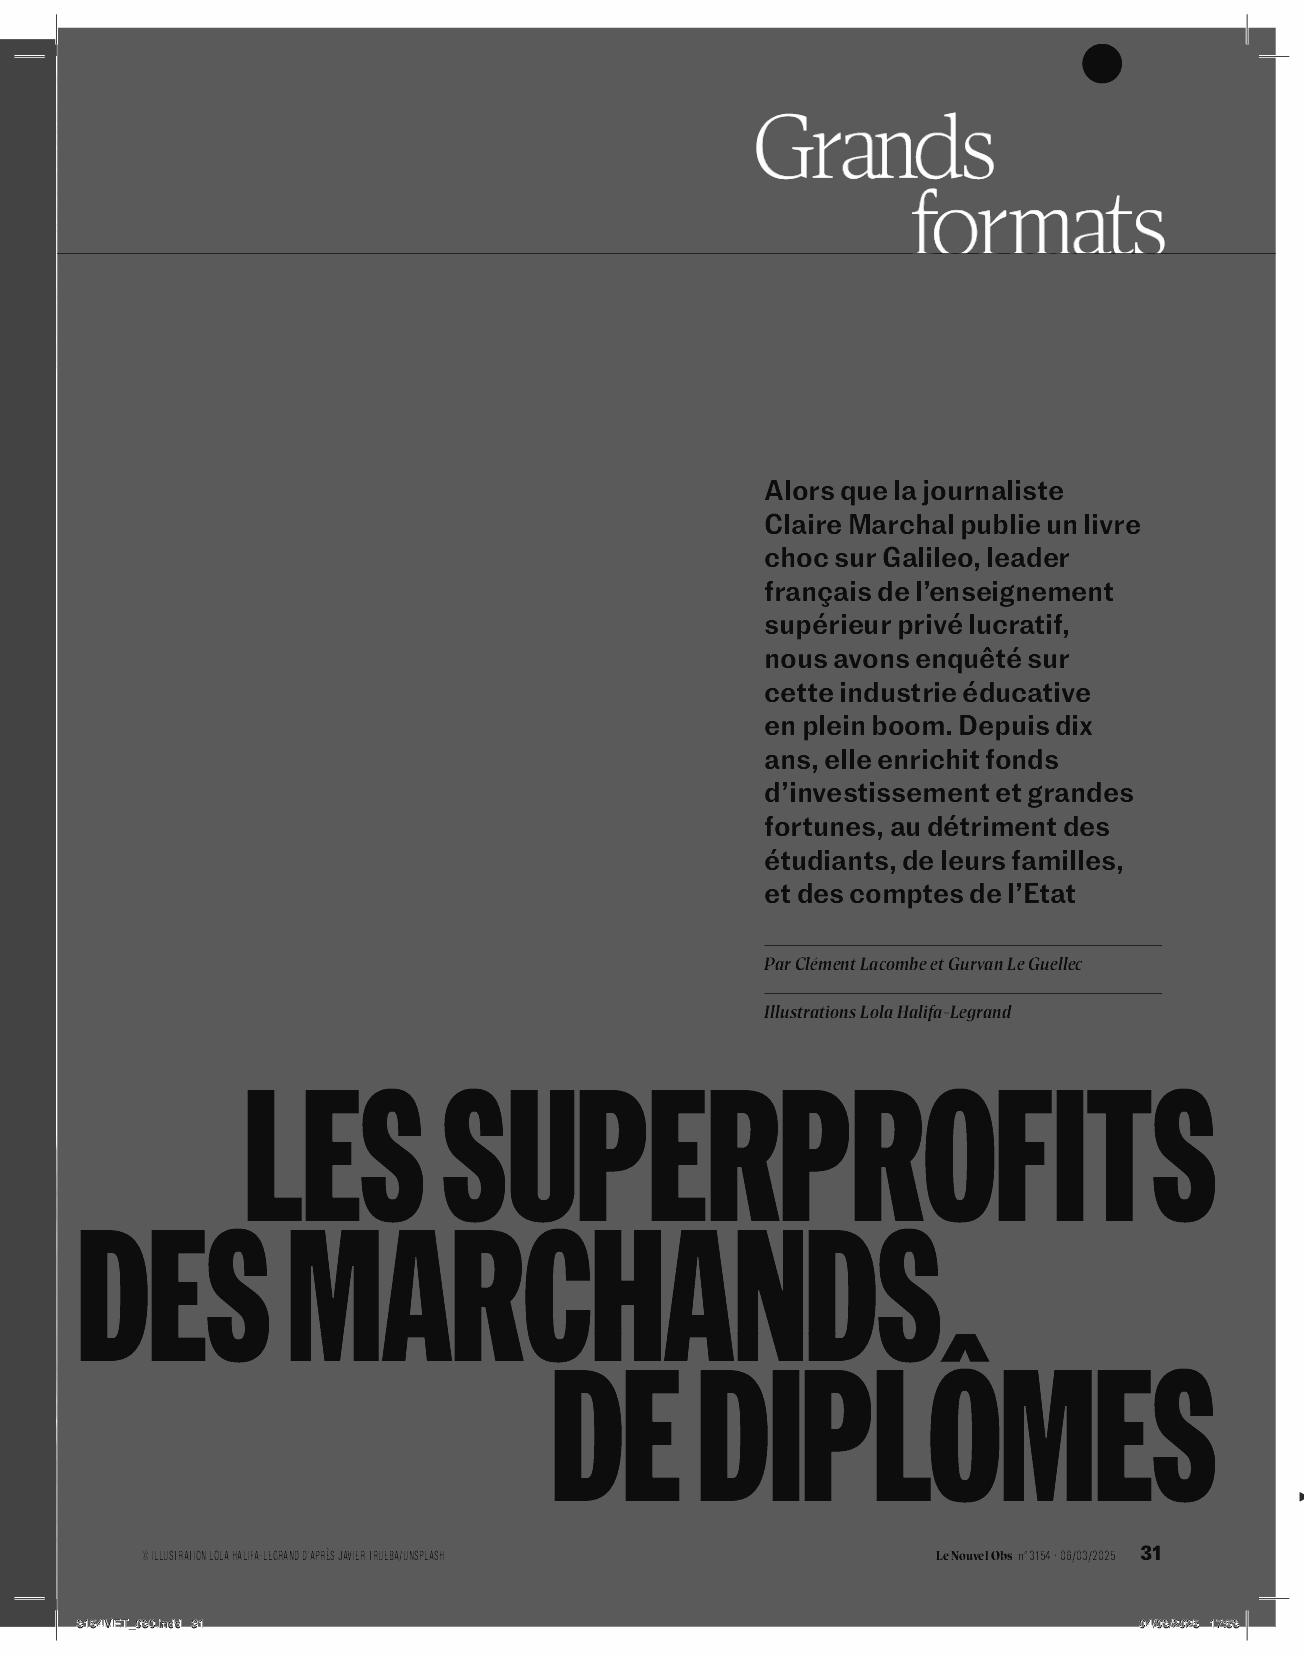 Grands
formats
Alors que la journaliste
Claire Marchal publie un livre
choc sur Galileo, leader
français de l’enseignement
supérieur privé lucratif,
nous avons enquêté sur
cette industrie éducative
en plein boom. Depuis dix
ans, elle enrichit fonds
d’investissement et grandes
fortunes, au détriment des
étudiants, de leurs familles,
et des comptes de l’Etat
Par Clément Lacombe et Gurvan Le Guellec
Illustrations Lola Halifa-Legrand
LES SUPERPROFITS
DES MARCHANDS
DE DIPLÔMES
© ILLUSTRATION LOLA HALIFA-LEGRAND D’APRÈS JAVIER TRUEBA/UNSPLASH
Le Nouvel Obs n°3154 - 06/03/2025 31